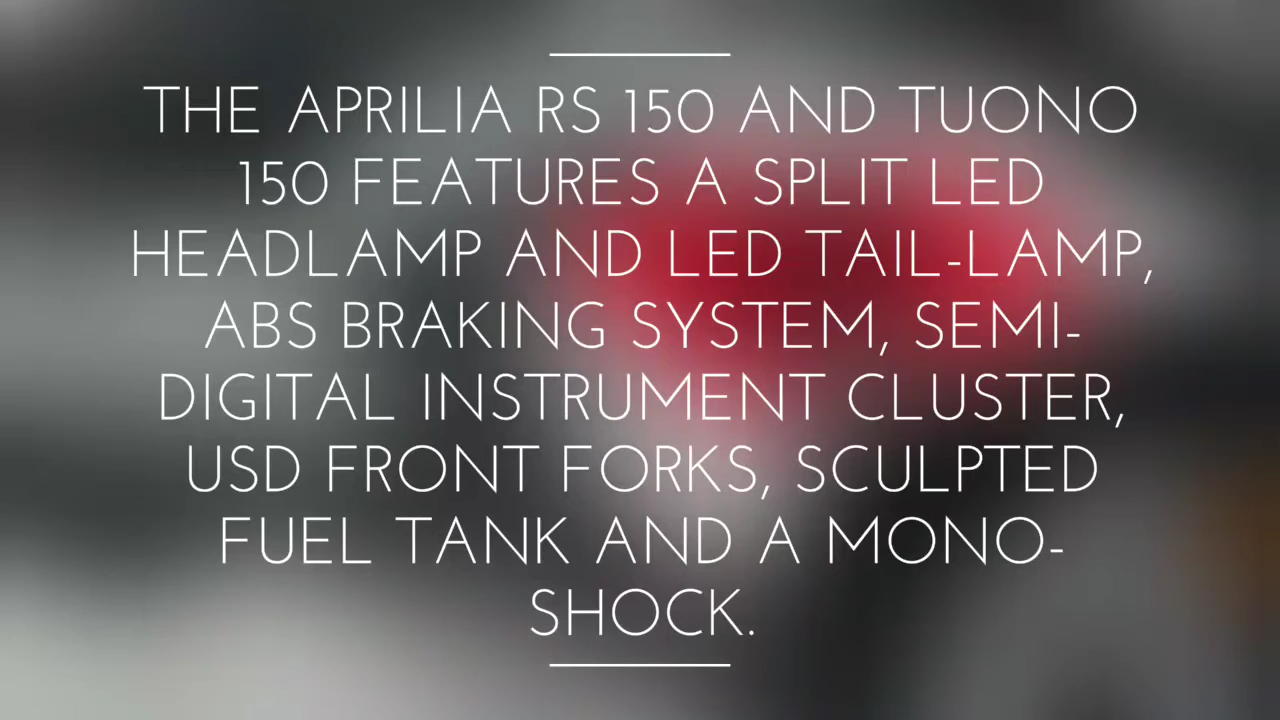 THE APRILIA RS 150 AND TUONO
150 FEATURES A SPLIT LED
HEADLAMP AND LED TAIL-LAMP,
ABS BRAKING SYSTEM, SEMI-
DIGITAL INSTRUMENT CLUSTER,
USD FRONT FORKS, SCULPTED
FUEL TANK AND A MONO-
SHOCK.